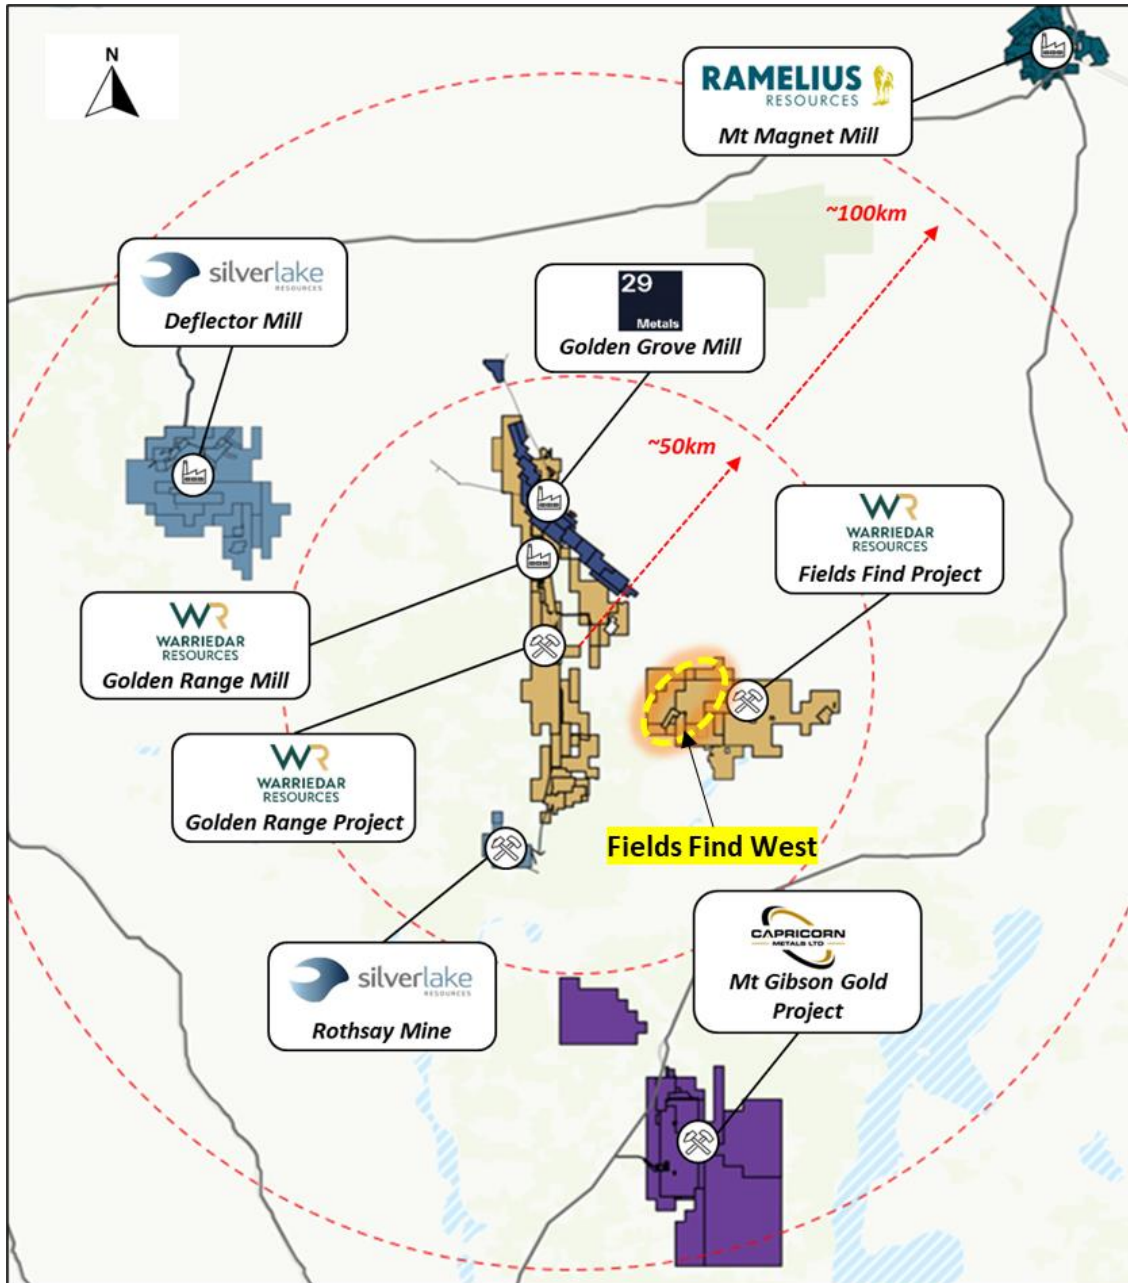 N
RAMELIUS
RESOURCES
Mt Magnet Mill
~100km
silverlake
RESOURCES
Deflector Mill
29
Metals
Golden Grove Mill
~50km
WR
WARRIEDAR
RESOURCES
Fields Find Project
WR
WARRIEDAR
RESOURCES
Golden Range Mill
WR
WARRIEDAR
RESOURCES
Golden Range Project
Fields Find West
CAPRICORN
METALS LTD
Mt Gibson Gold
Project
silverlake
RESOURCES
Rothsay Mine